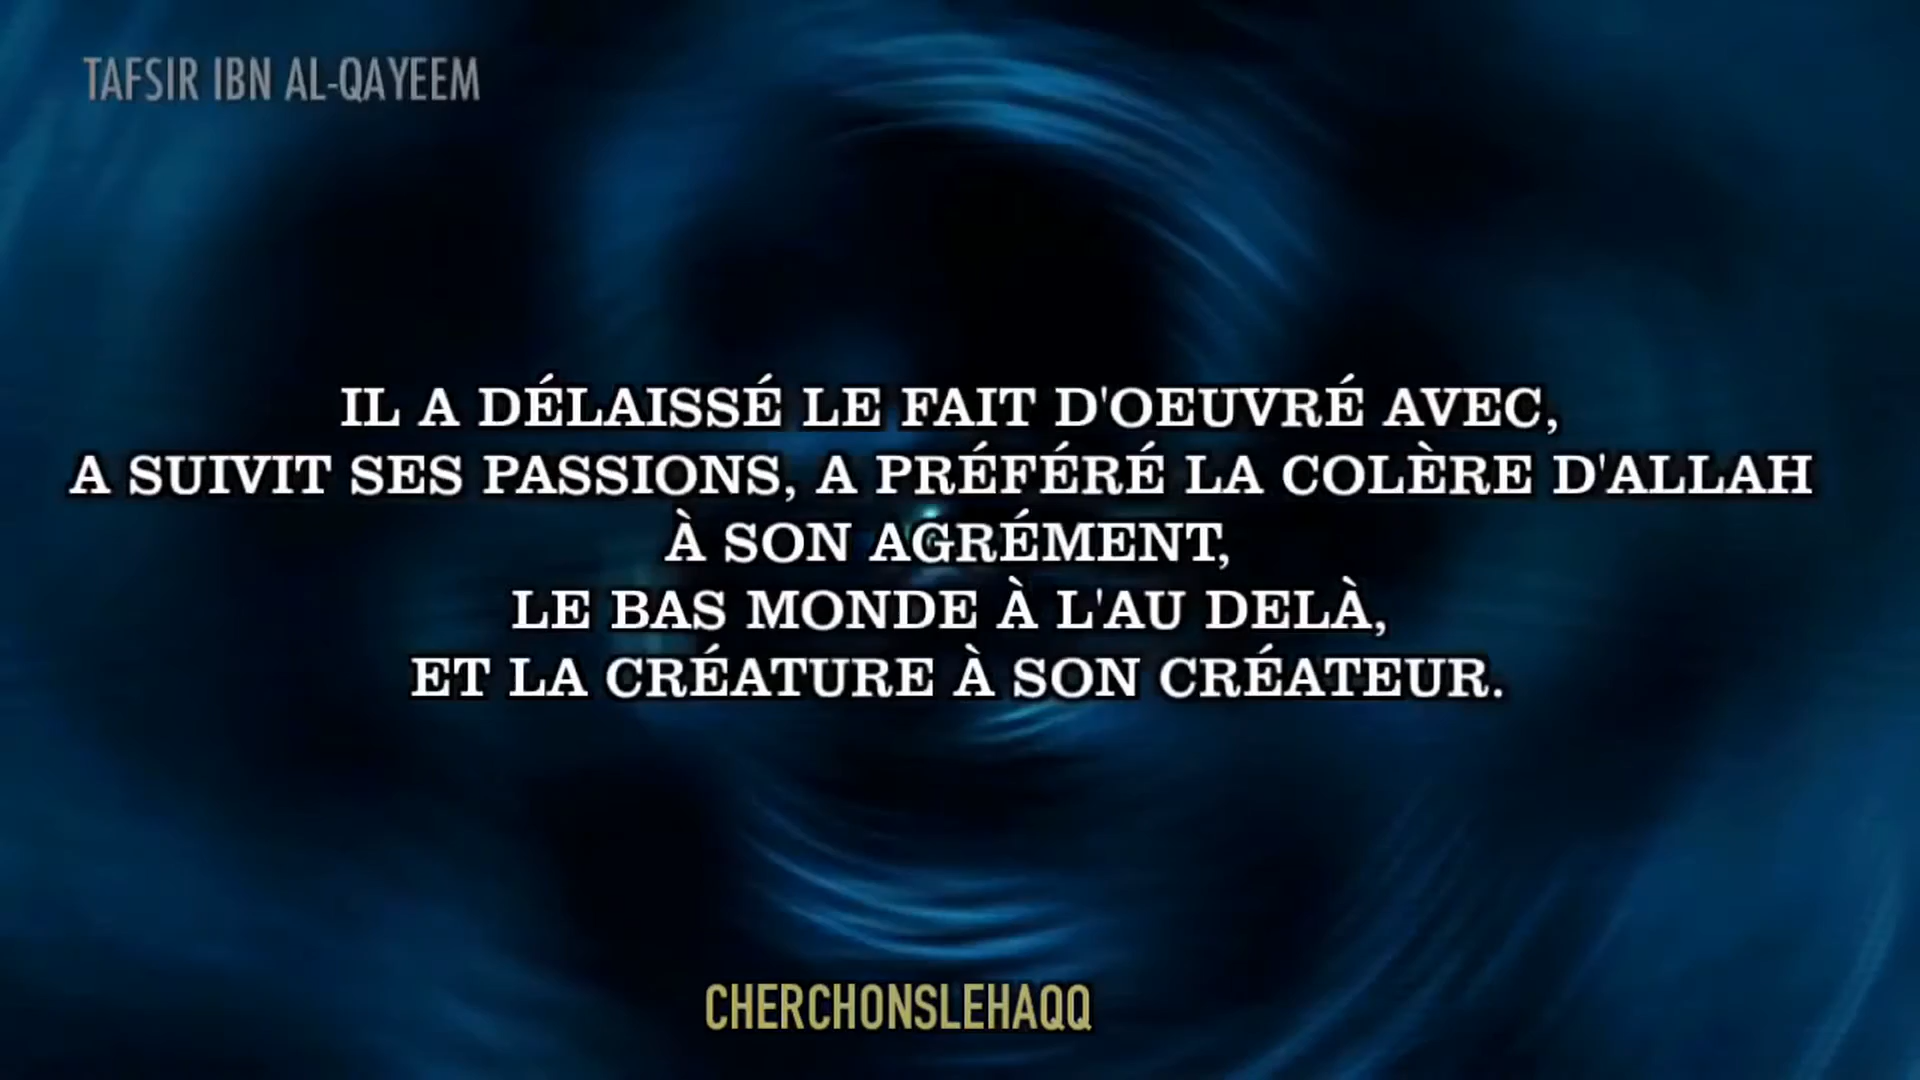 TAFSIR IBN AL-QAYEEM
IL A DÉLAISSÉ LE FAIT D'OEUVRÉ AVEC,
A SUIVIT SES PASSIONS, A PRÉFÉRÉ LA COLÈRE D'ALLAH
À SON AGRÉMENT,
LE BAS MONDE À L'AU DELÀ,
ET LA CRÉATURE À SON CRÉATEUR.
CHERCHONSLEHAQQ